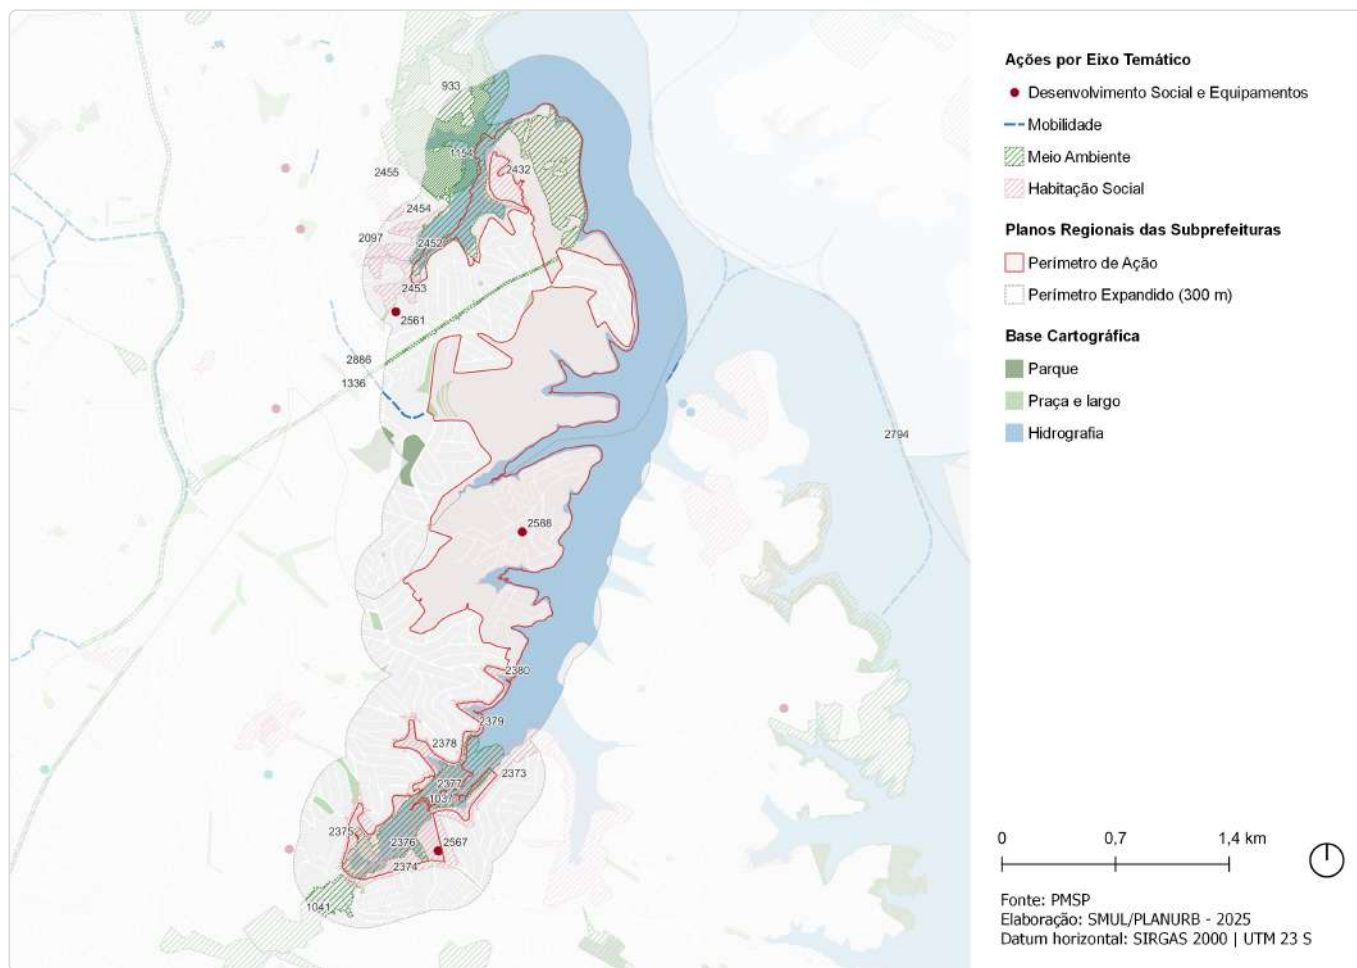 Ações por Eixo Temático
Desenvolvimento Social e Equipamentos
Mobilidade
Meio Ambiente
Habitação Social
Planos Regionais das Subprefeituras
Perímetro de Ação
Perímetro Expandido (300 m)
Base Cartográfica
Parque
Praça e largo
Hidrografia
0 0,7 1,4 km
Fonte: PMSP
Elaboração: SMUL/PLANURB - 2025
Datum horizontal: SIRGAS 2000 | UTM 23 S
933
1154
2455
2432
2454
2097
2452
2453
2561
2886
1336
2794
2588
2380
2379
2378
2373
2377
1037
2375
2376
2567
2374
1041